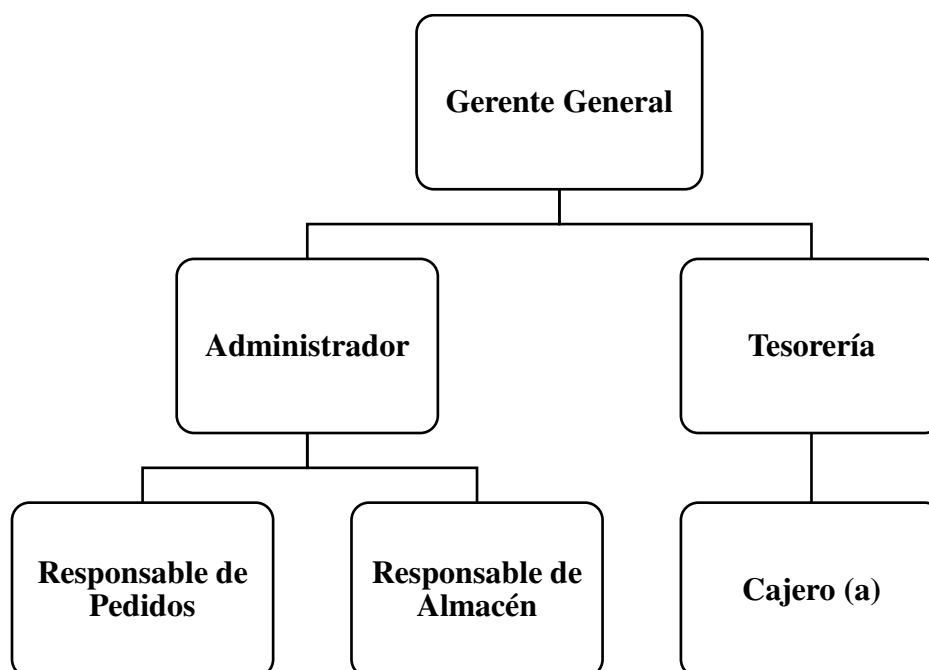 Gerente General
Administrador
Tesorería
Responsable de
Pedidos
Responsable de
Almacén
Cajero (a)